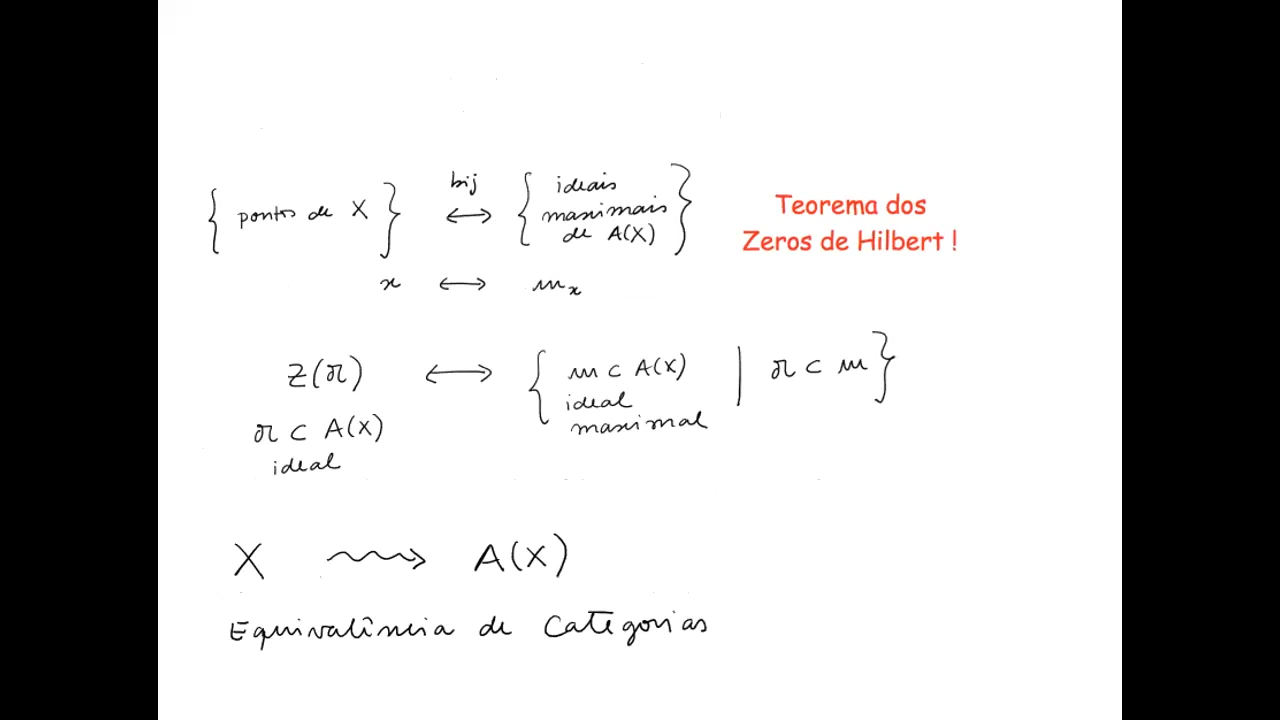 { pontos de X } bij ↔ { ideais maximais de A(X) }
Teorema dos
Zeros de Hilbert !
x ↔ m_x
Z(𝔞) ↔ { m ⊂ A(X) ideal maximal | 𝔞 ⊂ m }
𝔞 ⊂ A(X)
ideal
X ⇝ A(X)
Equivalência de categorias